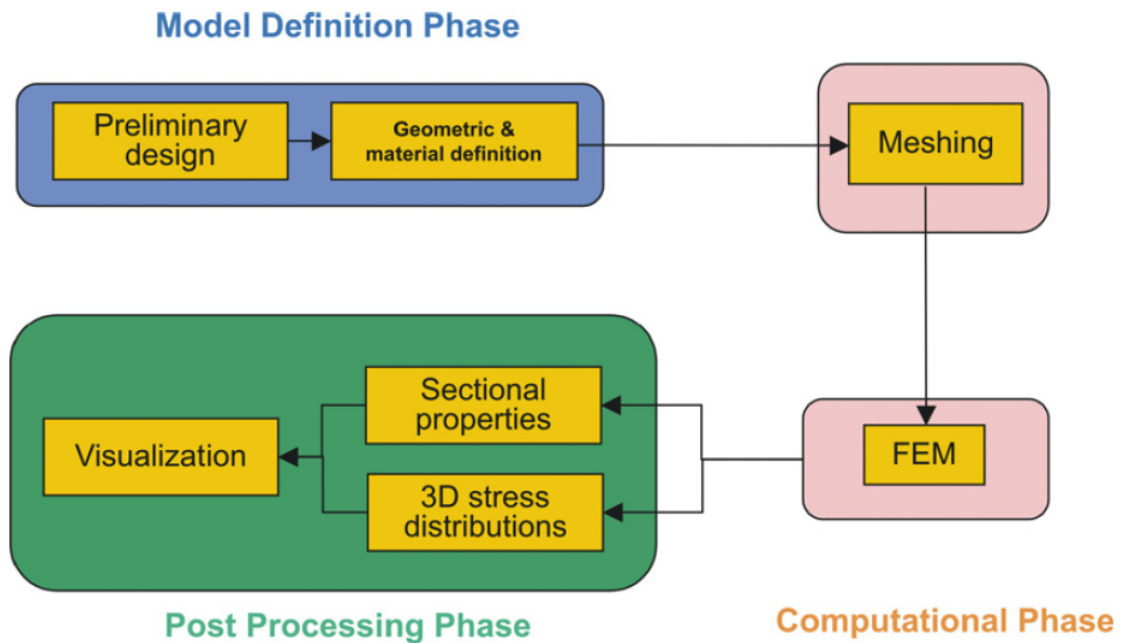 Model Definition Phase
Preliminary
design
Geometric &
material definition
Meshing
Sectional
properties
Visualization
FEM
3D stress
distributions
Post Processing Phase
Computational Phase